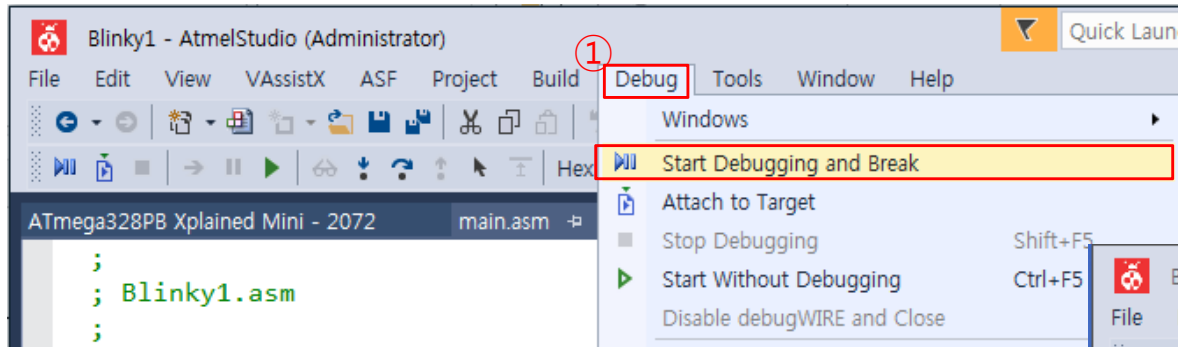 Blinky1 - AtmelStudio (Administrator)
Quick Laun
①
File Edit View VAssistX ASF Project Build Debug Tools Window Help
Windows
Hex
Start Debugging and Break
Attach to Target
ATmega328PB Xplained Mini - 2072 main.asm
Stop Debugging Shift+F5
;
; Blinky1.asm
;
Start Without Debugging Ctrl+F5
Disable debugWIRE and Close
File